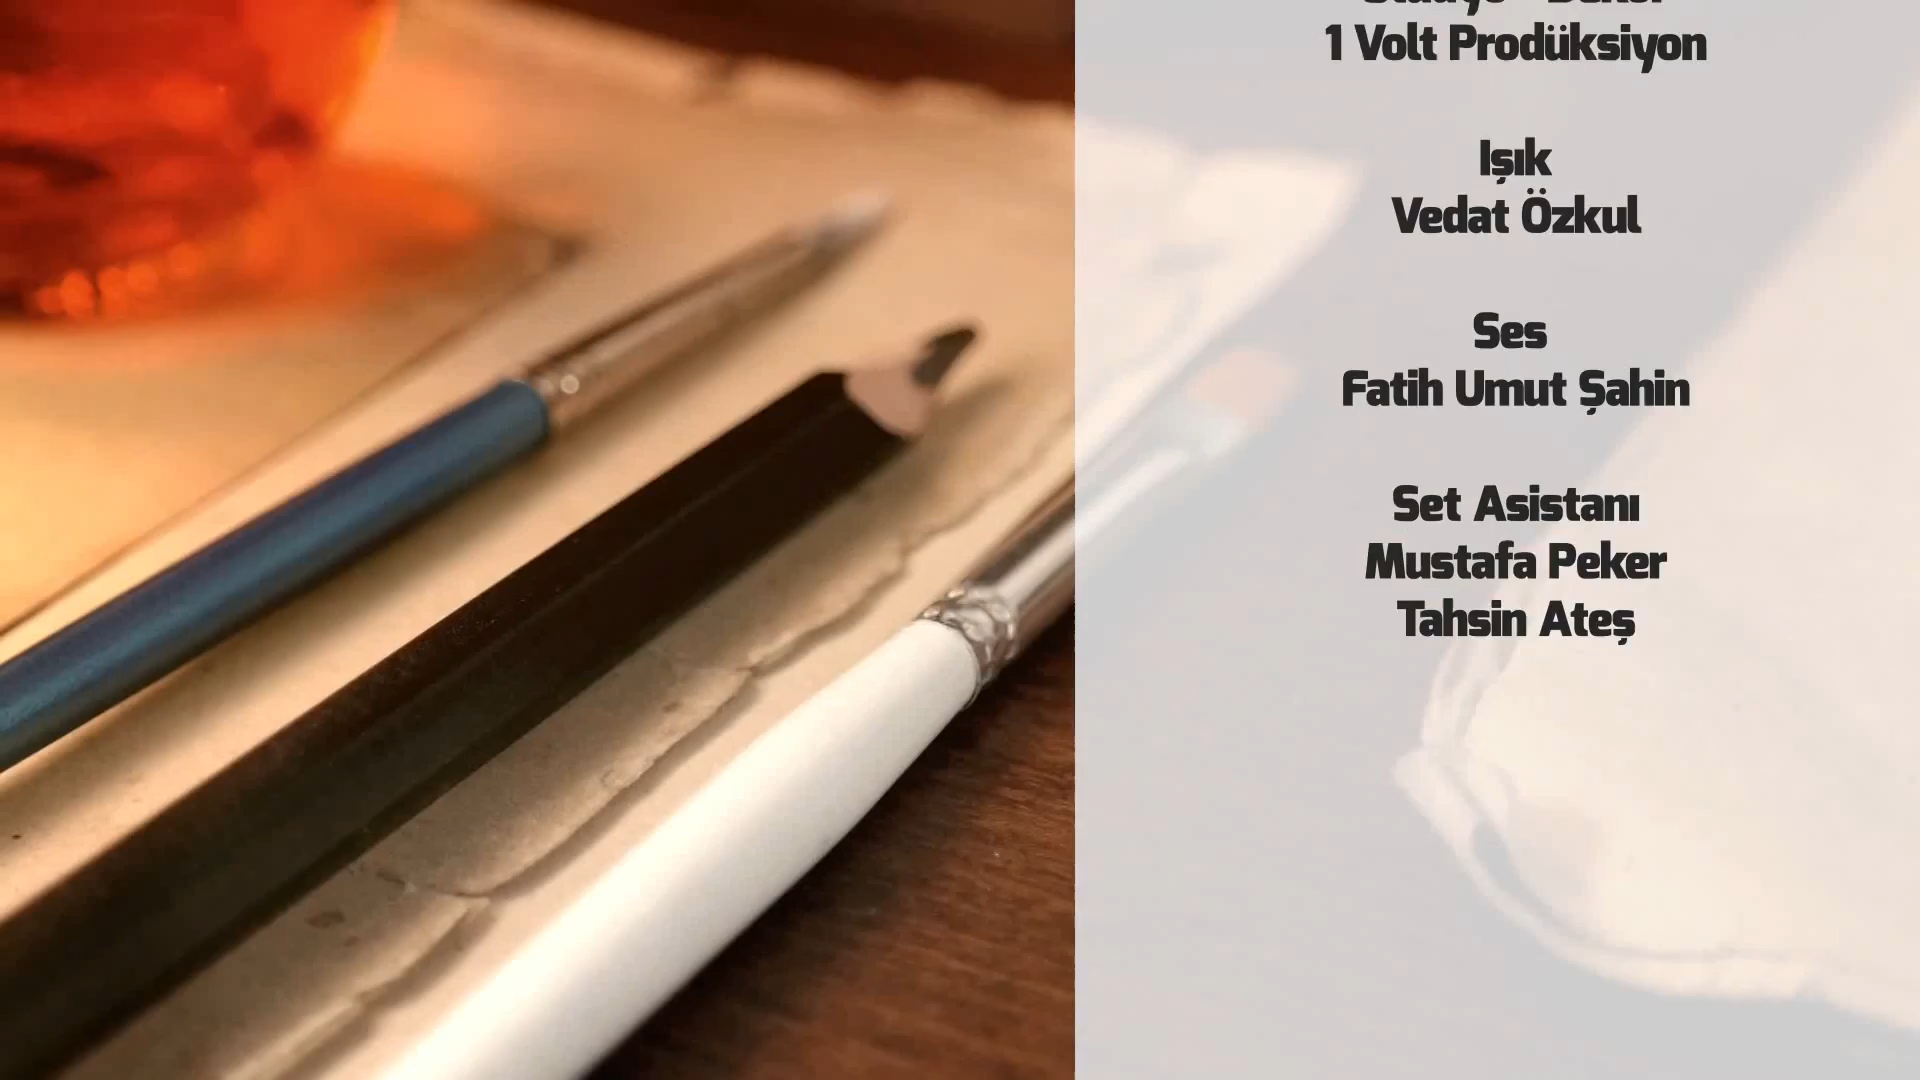 1 Volt Prodüksiyon
Işık
Vedat Özkul
Ses
Fatih Umut Şahin
Set Asistanı
Mustafa Peker
Tahsin Ateş